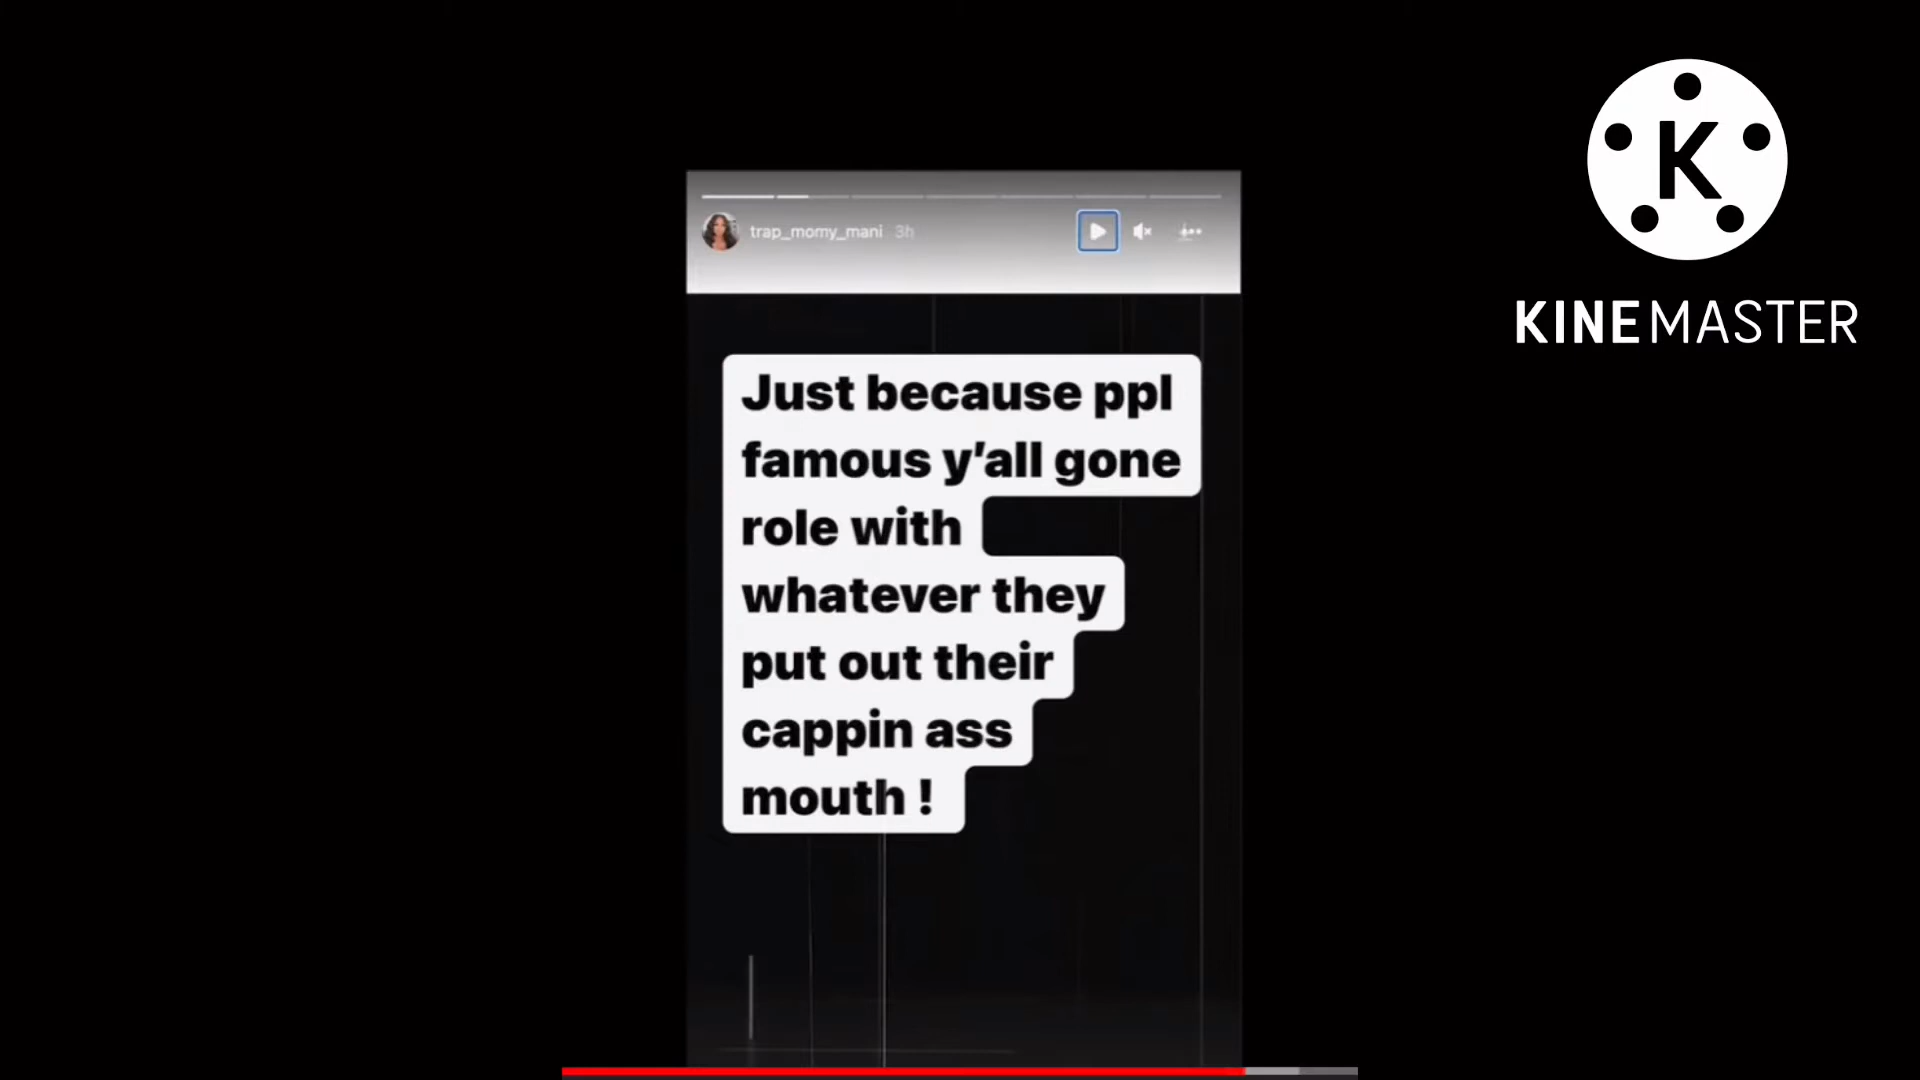 trap_momy_mani 3h
K
KINEMASTER
Just because ppl
famous y'all gone
role with
whatever they
put out their
cappin ass
mouth !